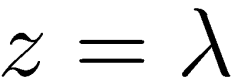 z = λ